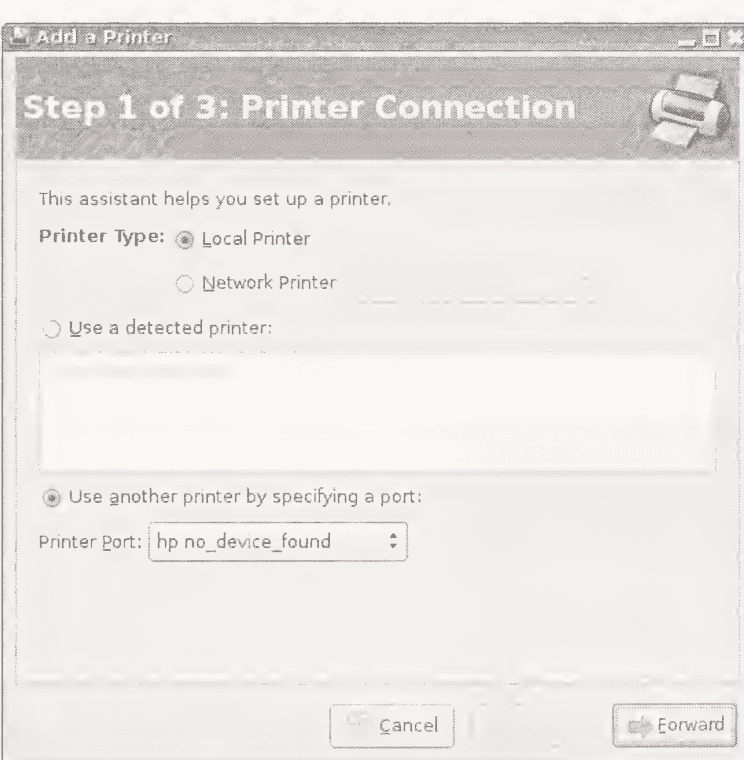 Add a Printer
Step 1 of 3: Printer Connection
This assistant helps you set up a printer.
Printer Type: Local Printer
Network Printer
Use a detected printer:
Use another printer by specifying a port:
Printer Port: hp no_device_found
Cancel
Forward